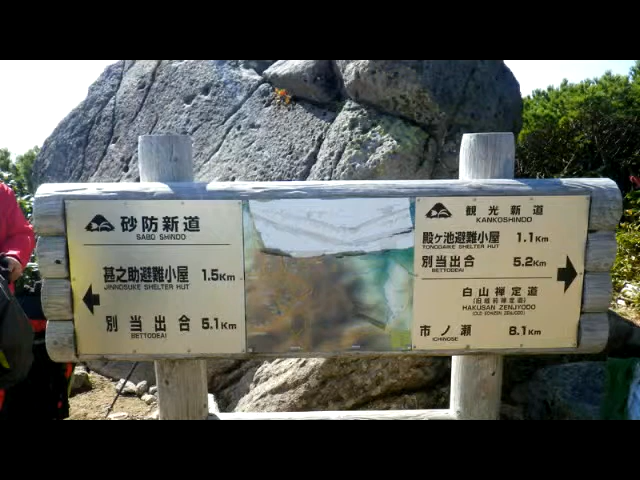 砂防新道
SABO SHINDO
甚之助避難小屋 1.5Km
JINNOSUKE SHELTER HUT
別当出合 5.1Km
BETTODEAI
観光新道
KANKOSHINDO
殿ヶ池避難小屋 1.1Km
TONOGAIKE SHELTER HUT
別当出合 5.2Km
BETTODEAI
白山禅定道
HAKUSAN ZENJYODO
市ノ瀬 8.1Km
ICHINOSE